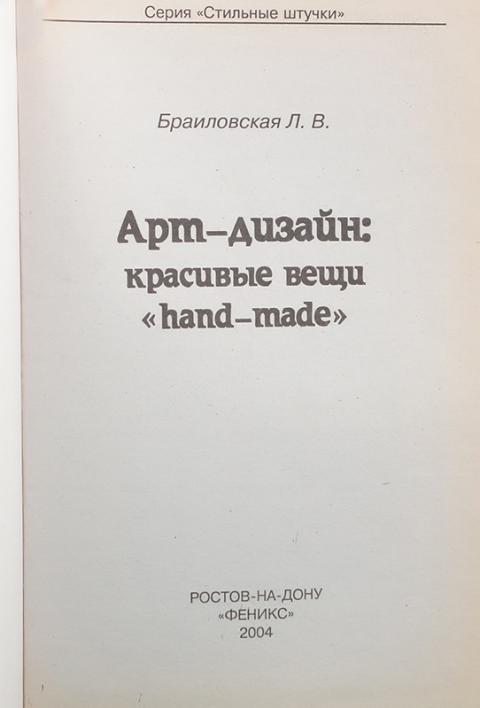 Серия «Стильные штучки»
Браиловская Л. В.
Арт-дизайн:
красивые вещи
«hand-made»
РОСТОВ-НА-ДОНУ
«ФЕНИКС»
2004